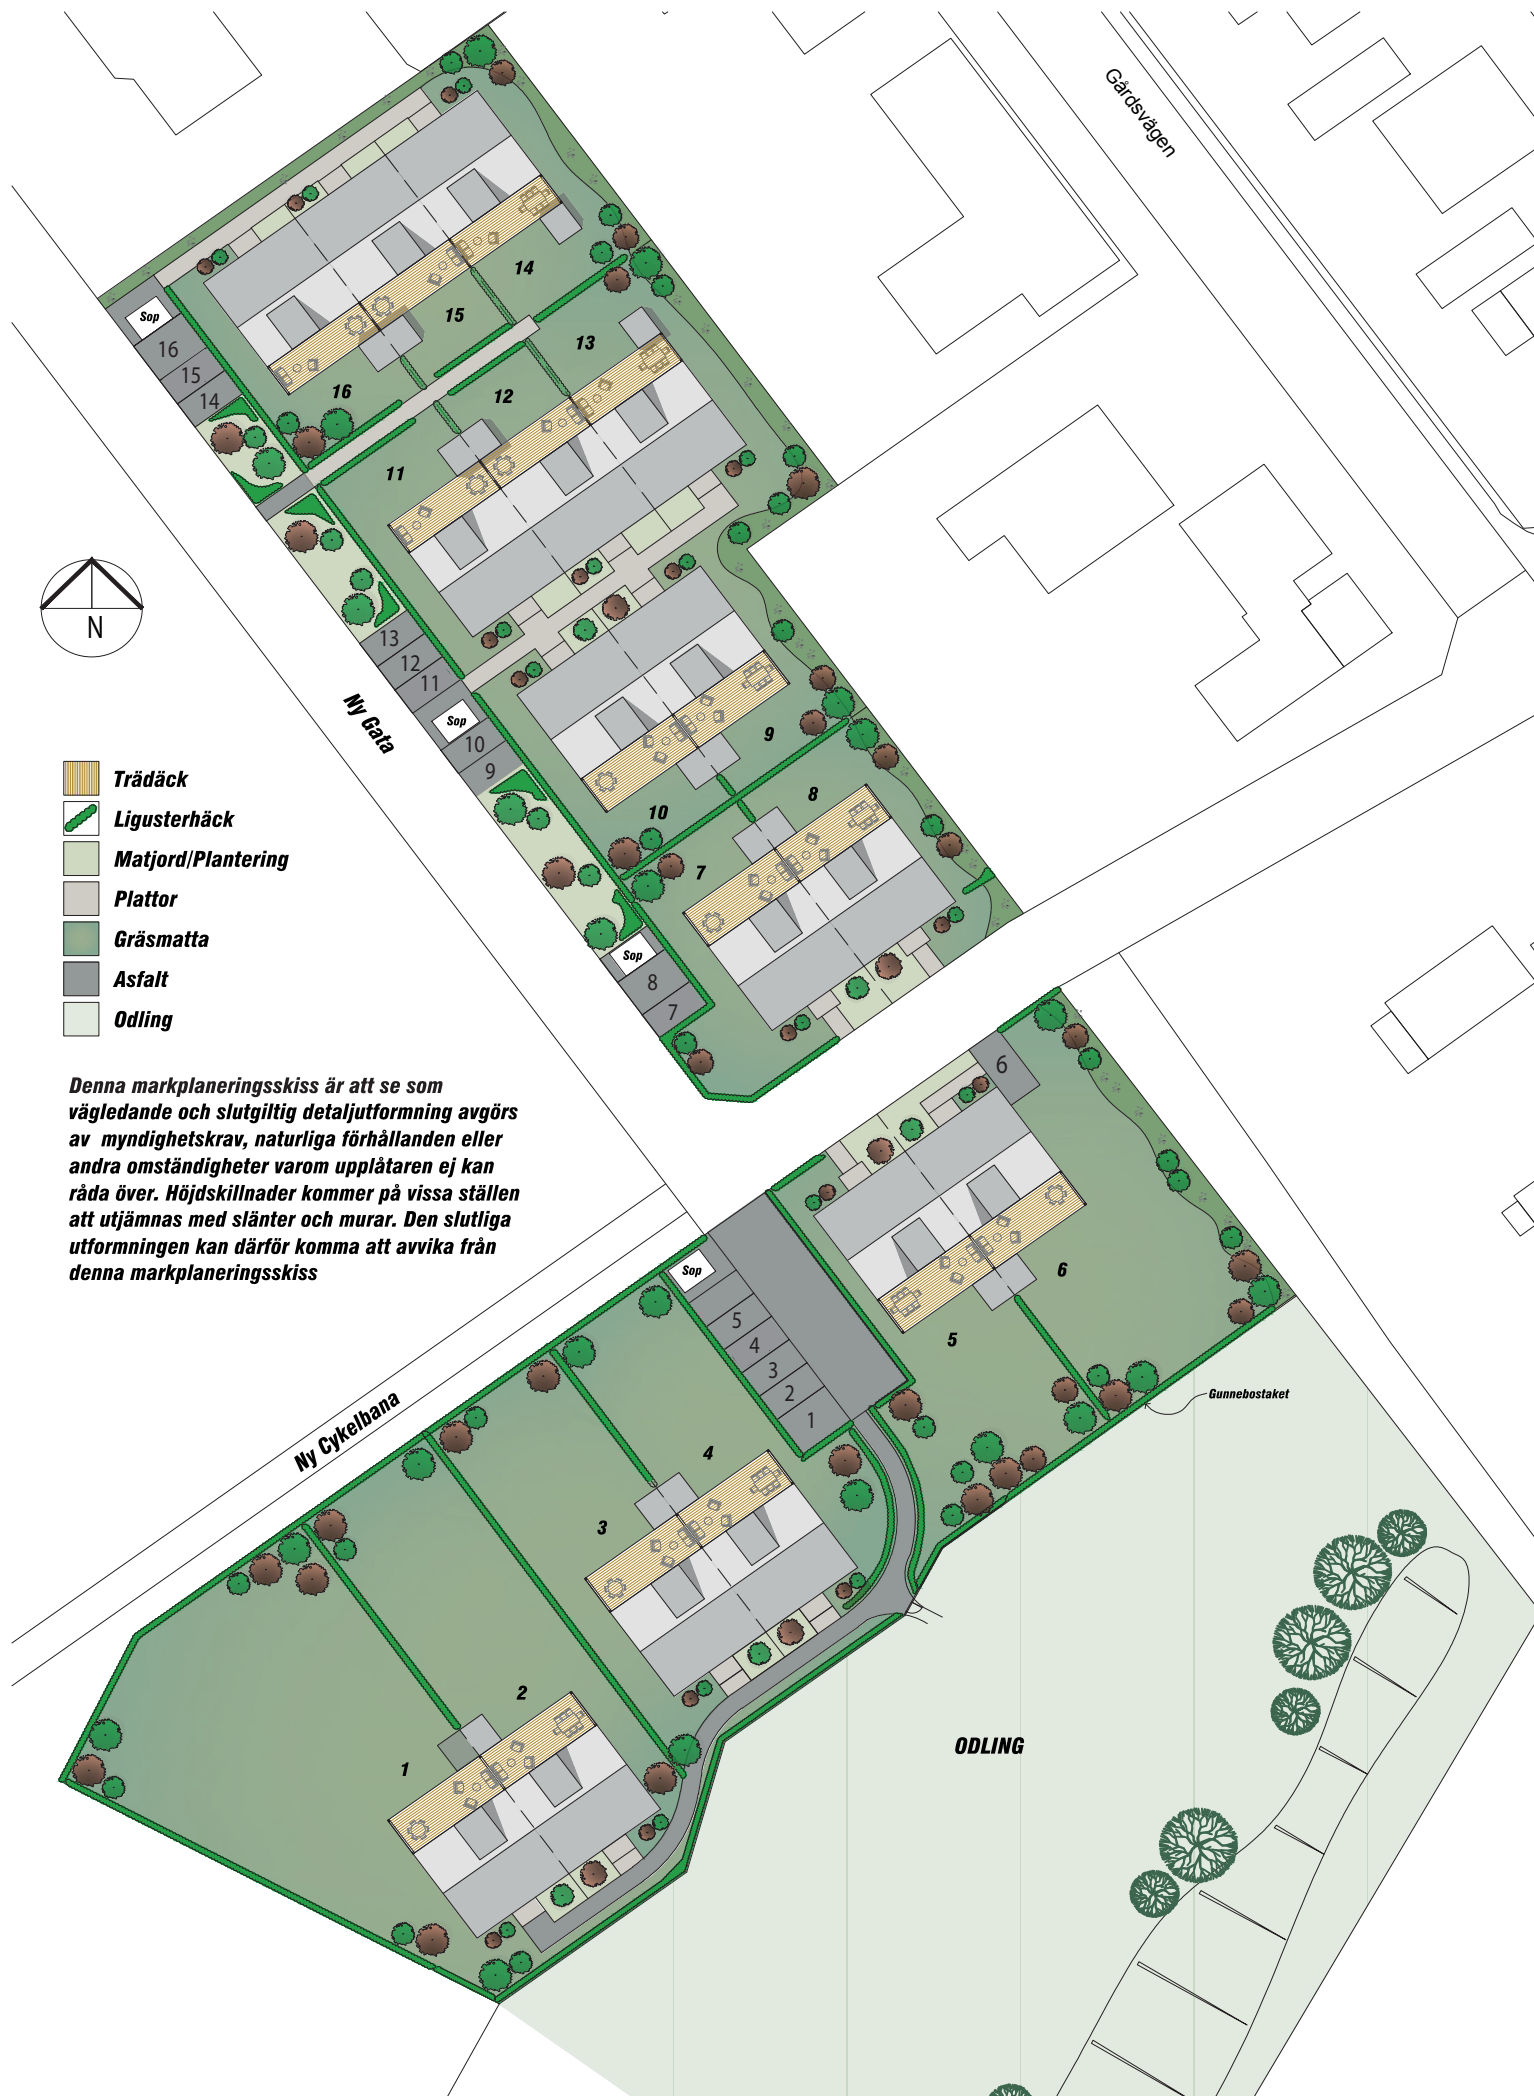 Gårdsvägen
Sop
16
15
14
14
15
16
13
12
11
13
12
11
Sop
10
9
9
10
8
7
Sop
8
7
N
Ny Gata
Trädäck
Ligusterhäck
Matjord/Plantering
Plattor
Gräsmatta
Asfalt
Odling
Denna markplaneringsskiss är att se som
vägledande och slutgiltig detaljutformning avgörs
av myndighetskrav, naturliga förhållanden eller
andra omständigheter varom upplåtaren ej kan
råda över. Höjdskillnader kommer på vissa ställen
att utjämnas med slänter och murar. Den slutliga
utformningen kan därför komma att avvika från
denna markplaneringsskiss
6
Sop
5
4
3
2
1
6
5
Gunnebostaket
Ny Cykelbana
4
3
2
1
ODLING